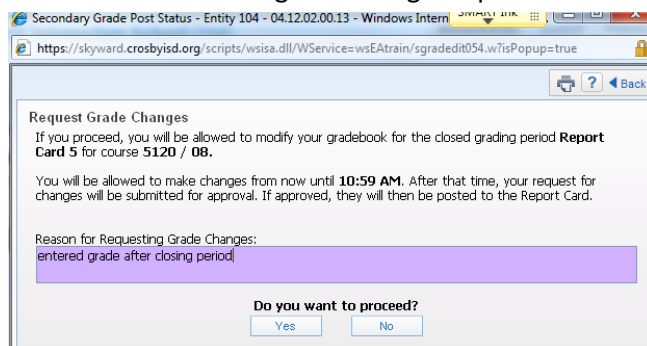 Secondary Grade Post Status - Entity 104 - 04.12.02.00.13 - Windows Intern
https://skyward.crosbyisd.org/scripts/wsisa.dll/WService=wsEAtrain/sgradedit054.w?isPopup=true
? Back
Request Grade Changes
If you proceed, you will be allowed to modify your gradebook for the closed grading period Report
Card 5 for course 5120 / 08.
You will be allowed to make changes from now until 10:59 AM. After that time, your request for
changes will be submitted for approval. If approved, they will then be posted to the Report Card.
Reason for Requesting Grade Changes:
entered grade after closing period
Do you want to proceed?
Yes No